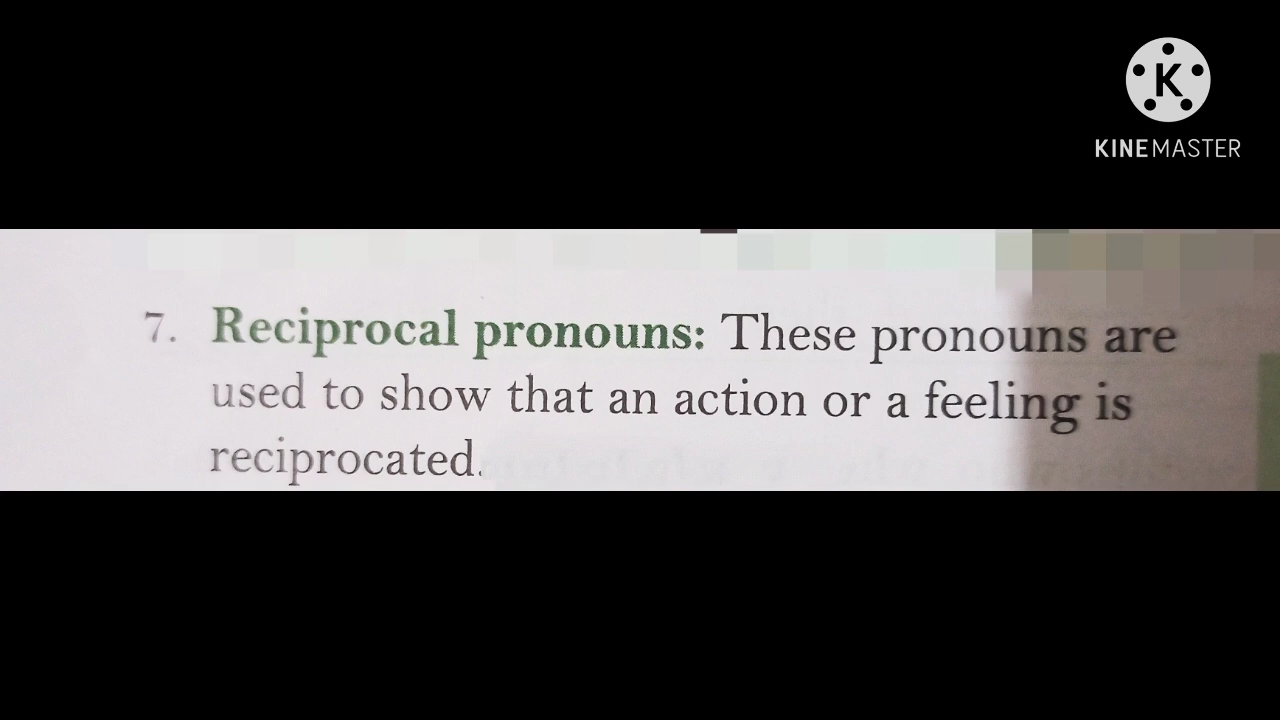 K
KINEMASTER
7. Reciprocal pronouns: These pronouns are
used to show that an action or a feeling is
reciprocated.